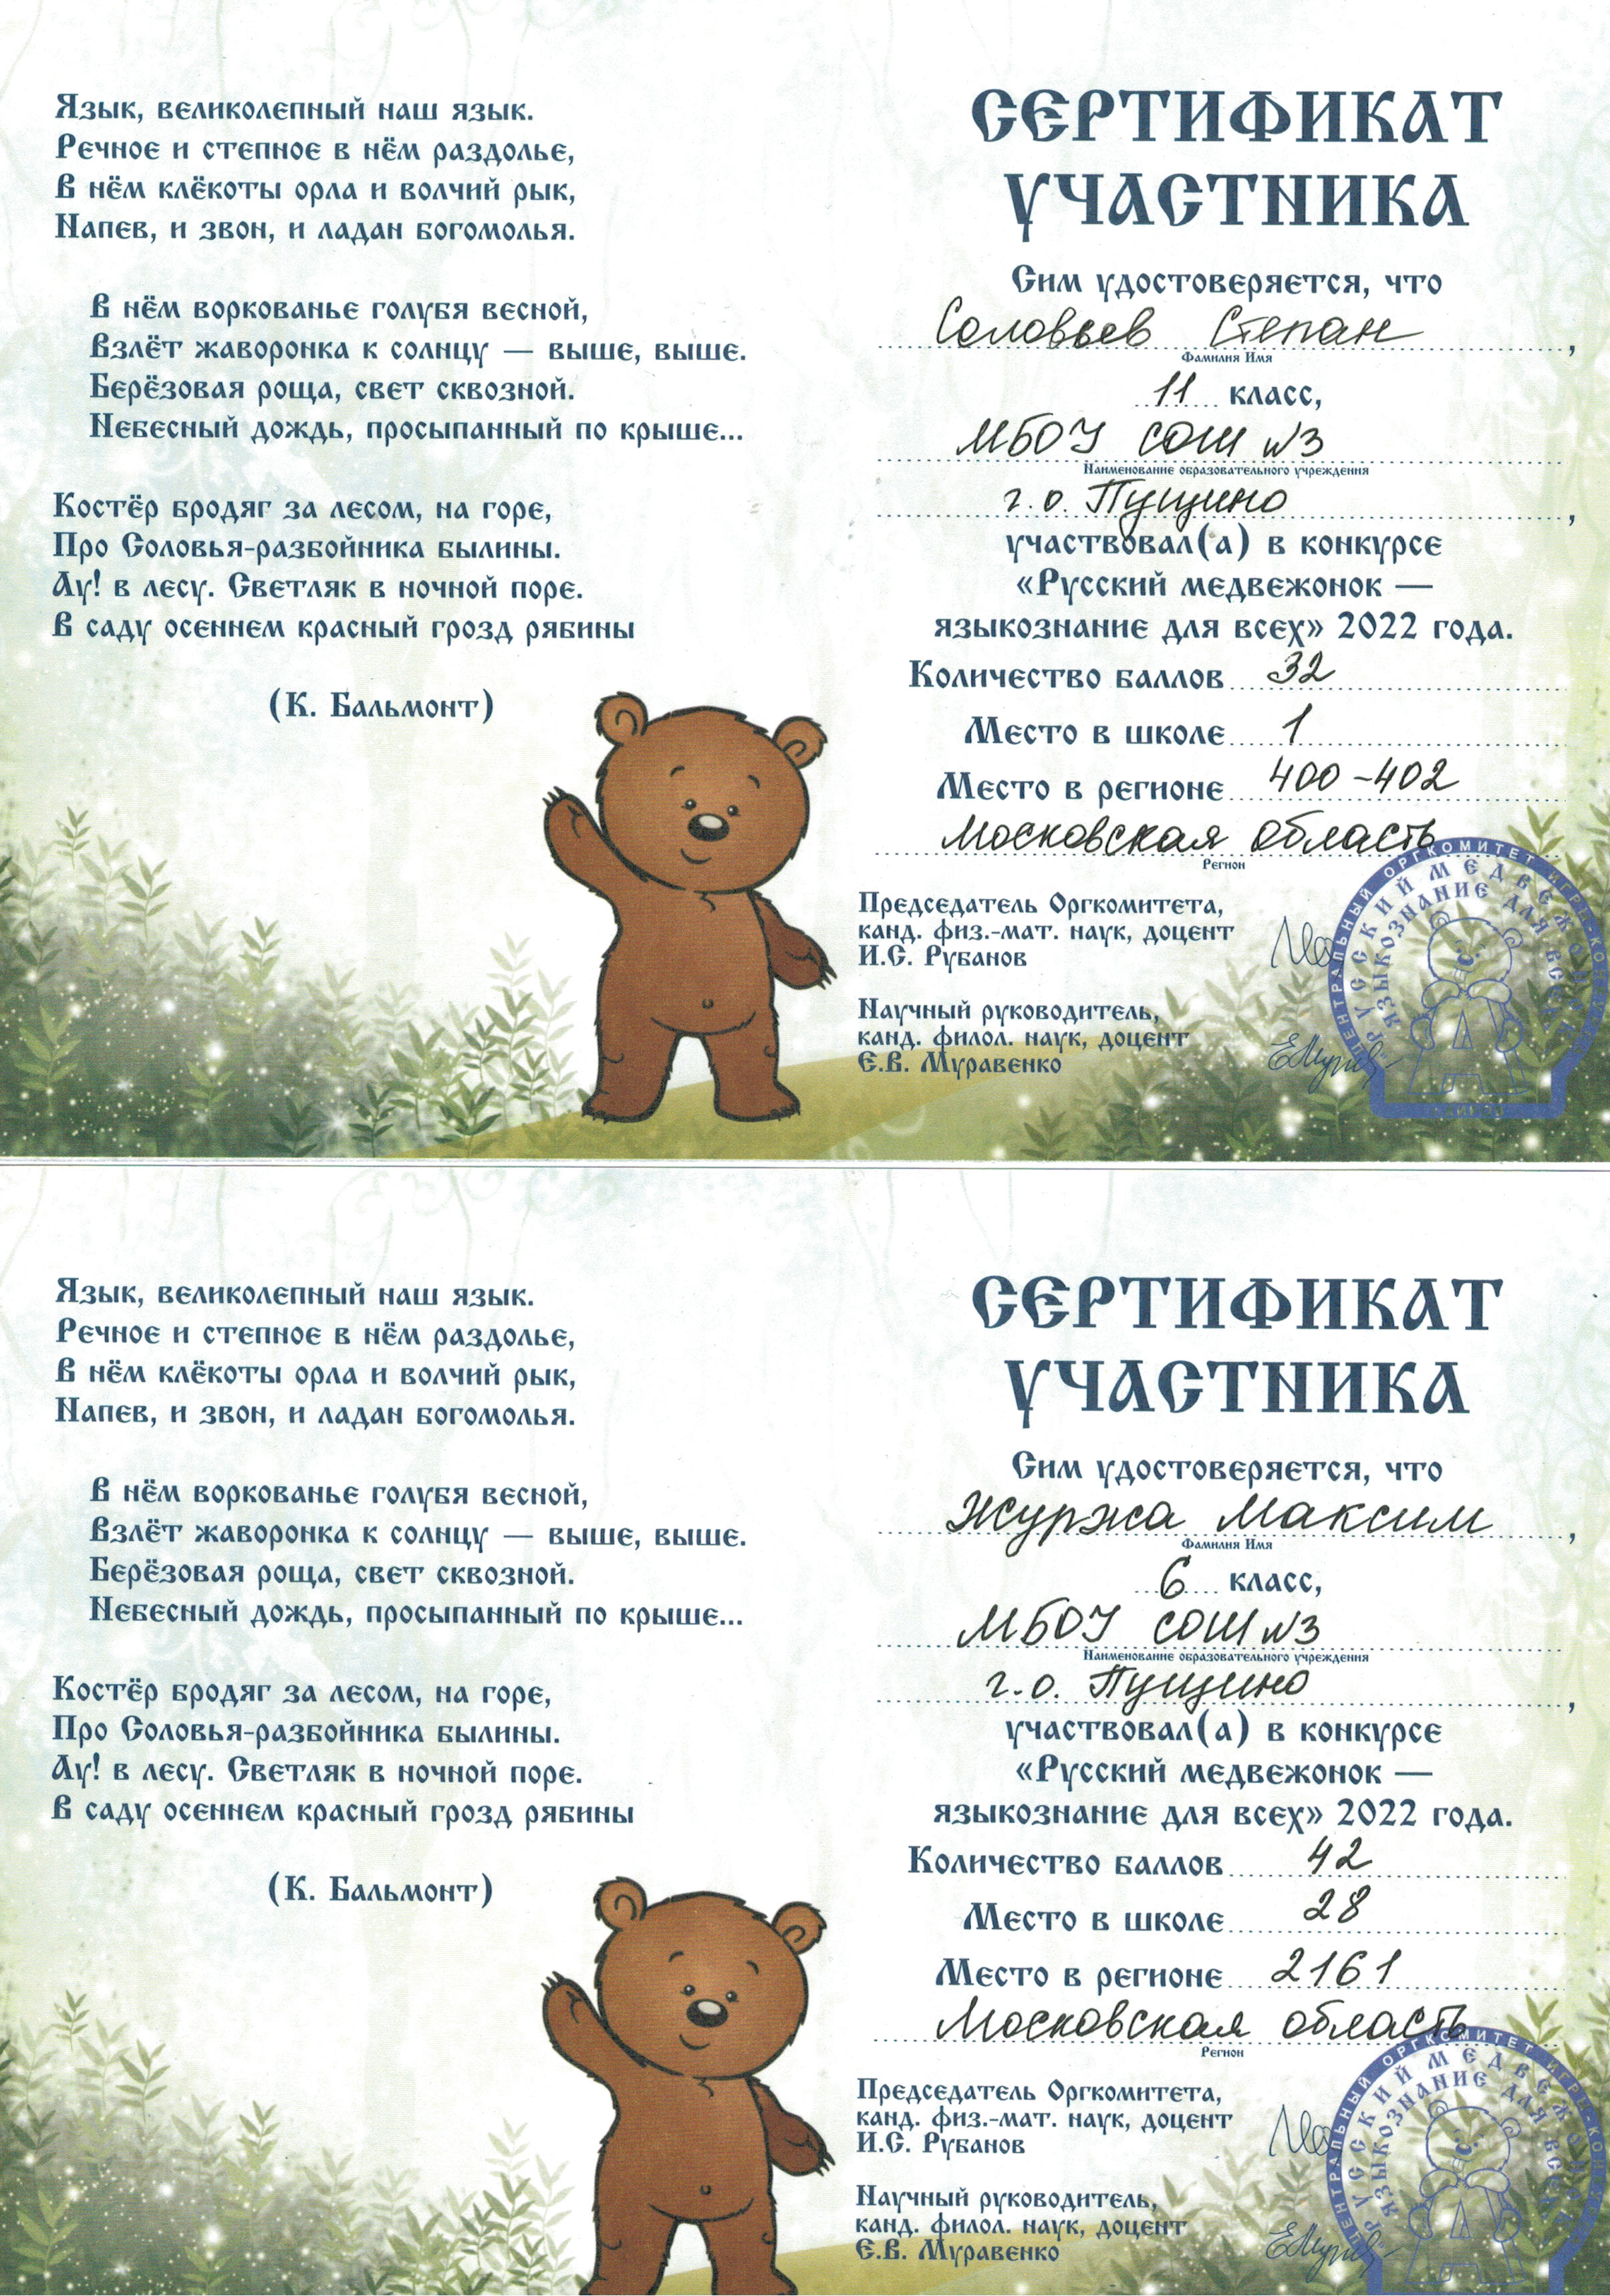 Язык, великолепный наш язык.
Речное и степное в нём раздолье,
В нём клёкоты орла и волчий рык,
Напев, и звон, и ладан богомолья.
В нём воркованье голубя весной,
Взлёт жаворонка к солнцу — выше, выше.
Берёзовая роща, свет сквозной.
Небесный дождь, просыпанный по крыше...
Костёр бродяг за лесом, на горе,
Про Соловья-разбойника былины.
Ау! в лесу. Светляк в ночной поре.
В саду осеннем красный грозд рябины
(К. Бальмонт)
СЕРТИФИКАТ
УЧАСТНИКА
Сим удостоверяется, что
Соловьев Степан,
Фамилия Имя
11 класс,
МБОУ СОШ №3
Наименование образовательного учреждения
г.о. Пущино,
участвовал(а) в конкурсе
«Русский медвежонок —
языкознание для всех» 2022 года.
Количество баллов 32
Место в школе 1
Место в регионе 400-402
Московская область
Регион
Председатель Оргкомитета,
канд. физ.-мат. наук, доцент
И.С. Рубанов
Научный руководитель,
канд. филол. наук, доцент
Е.В. Муравенко
ЦЕНТРАЛЬНЫЙ ОРГКОМИТЕТ ИГРЫ-КОНКУРСА
РУССКИЙ МЕДВЕЖОНОК
ЯЗЫКОЗНАНИЕ ДЛЯ ВСЕХ
Язык, великолепный наш язык.
Речное и степное в нём раздолье,
В нём клёкоты орла и волчий рык,
Напев, и звон, и ладан богомолья.
В нём воркованье голубя весной,
Взлёт жаворонка к солнцу — выше, выше.
Берёзовая роща, свет сквозной.
Небесный дождь, просыпанный по крыше...
Костёр бродяг за лесом, на горе,
Про Соловья-разбойника былины.
Ау! в лесу. Светляк в ночной поре.
В саду осеннем красный грозд рябины
(К. Бальмонт)
СЕРТИФИКАТ
УЧАСТНИКА
Сим удостоверяется, что
Журжа Максим,
Фамилия Имя
6 класс,
МБОУ СОШ №3
Наименование образовательного учреждения
г.о. Пущино,
участвовал(а) в конкурсе
«Русский медвежонок —
языкознание для всех» 2022 года.
Количество баллов 42
Место в школе 28
Место в регионе 2161
Московская область
Регион
Председатель Оргкомитета,
канд. физ.-мат. наук, доцент
И.С. Рубанов
Научный руководитель,
канд. филол. наук, доцент
Е.В. Муравенко
ЦЕНТРАЛЬНЫЙ ОРГКОМИТЕТ ИГРЫ-КОНКУРСА
РУССКИЙ МЕДВЕЖОНОК
ЯЗЫКОЗНАНИЕ ДЛЯ ВСЕХ